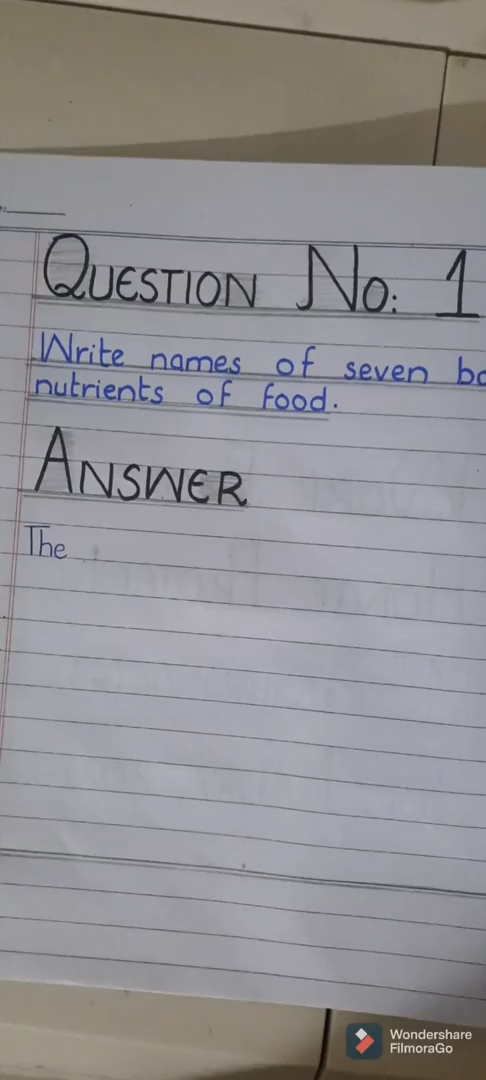 QUESTION No: 1
Write names of seven
nutrients of food.
ANSWER
The
Wondershare
FilmoraGo